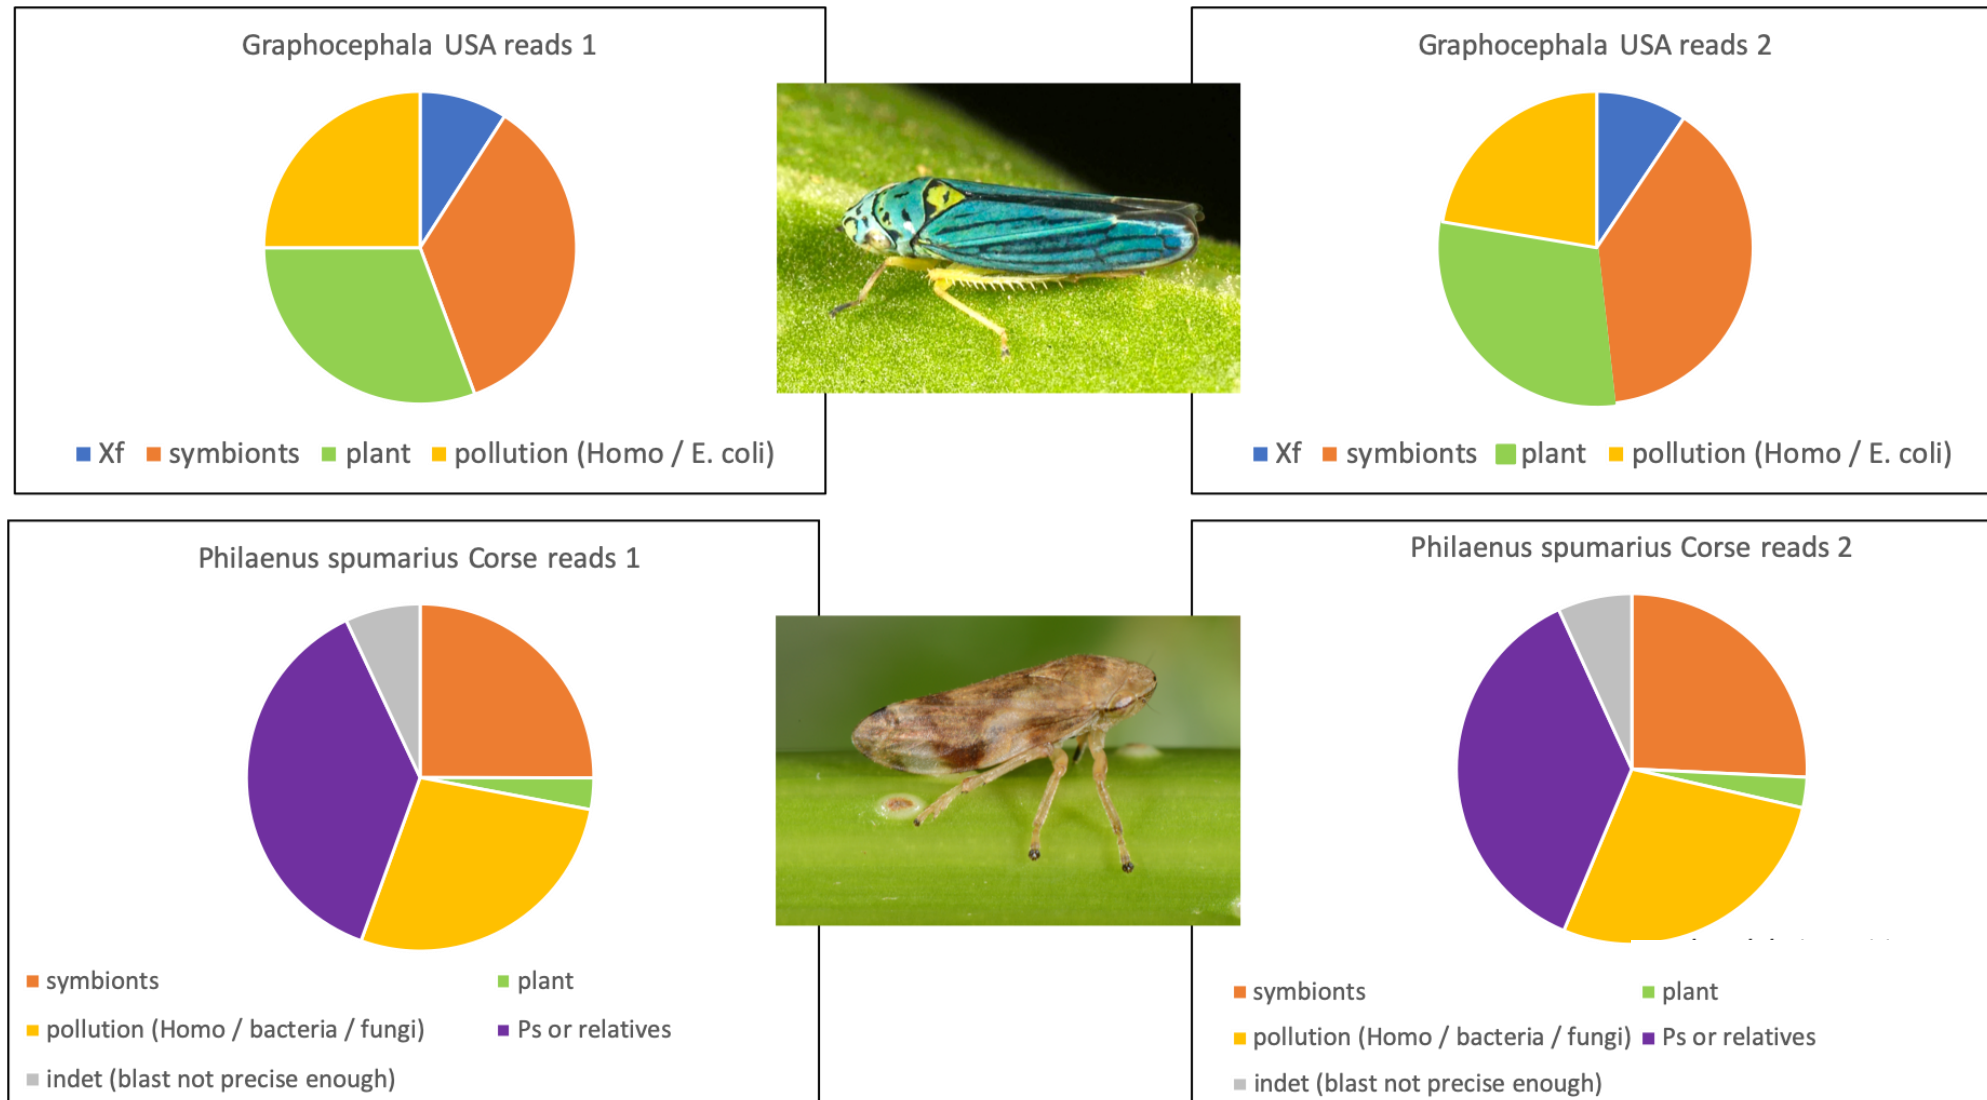 Graphocephala USA reads 1
Xf symbionts plant pollution (Homo / E. coli)
Graphocephala USA reads 2
Xf symbionts plant pollution (Homo / E. coli)
Philaenus spumarius Corse reads 1
symbionts plant
pollution (Homo / bacteria / fungi) Ps or relatives
indet (blast not precise enough)
Philaenus spumarius Corse reads 2
symbionts plant
pollution (Homo / bacteria / fungi) Ps or relatives
indet (blast not precise enough)